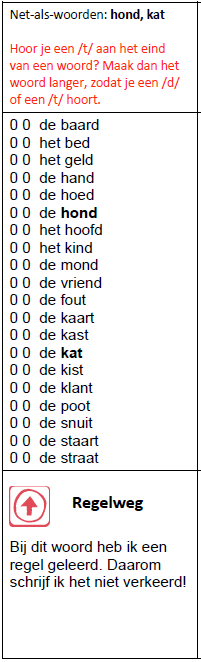 Net-als-woorden: hond, kat
Hoor je een /t/ aan het eind
van een woord? Maak dan het
woord langer, zodat je een /d/
of een /t/ hoort.
0 0 de baard
0 0 het bed
0 0 het geld
0 0 de hand
0 0 de hoed
0 0 de hond
0 0 het hoofd
0 0 het kind
0 0 de mond
0 0 de vriend
0 0 de fout
0 0 de kaart
0 0 de kast
0 0 de kat
0 0 de kist
0 0 de klant
0 0 de poot
0 0 de snuit
0 0 de staart
0 0 de straat
Regelweg
Bij dit woord heb ik een
regel geleerd. Daarom
schrijf ik het niet verkeerd!